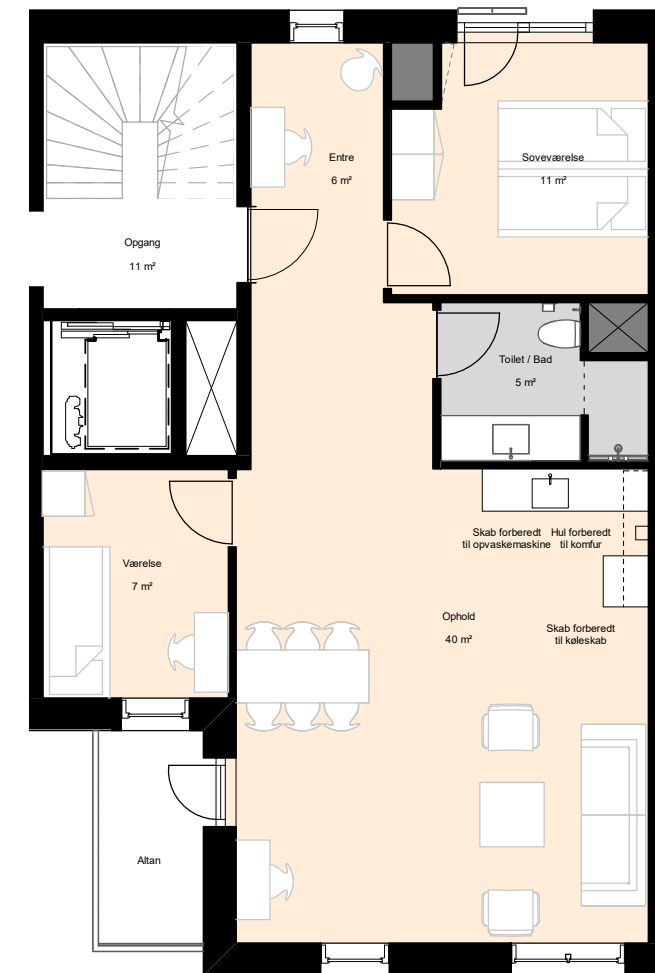 Entre
6 m²
Soveværelse
11 m²
Opgang
11 m²
Toilet / Bad
5 m²
Skab forberedt
til opvaskemaskine
Hul forberedt
til komfur
Værelse
7 m²
Ophold
40 m²
Skab forberedt
til køleskab
Altan